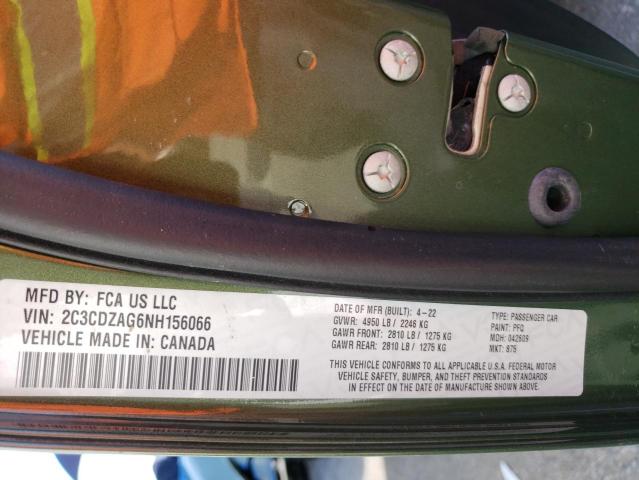 MFD BY: FCA US LLC
VIN: 2C3CDZAG6NH156066
VEHICLE MADE IN: CANADA
DATE OF MFR (BUILT): 4-22
GVWR: 4950 LB / 2246 KG
GAWR FRONT: 2810 LB / 1275 KG
GAWR REAR: 2810 LB / 1275 KG
THIS VEHICLE CONFORMS TO ALL APPLICABLE U.S.A. FEDERAL MOTOR
VEHICLE SAFETY, BUMPER, AND THEFT PREVENTION STANDARDS
IN EFFECT ON THE DATE OF MANUFACTURE SHOWN ABOVE.
TYPE: PASSENGER CAR
PAINT: PFQ
MDH: 042609
MKT: 875